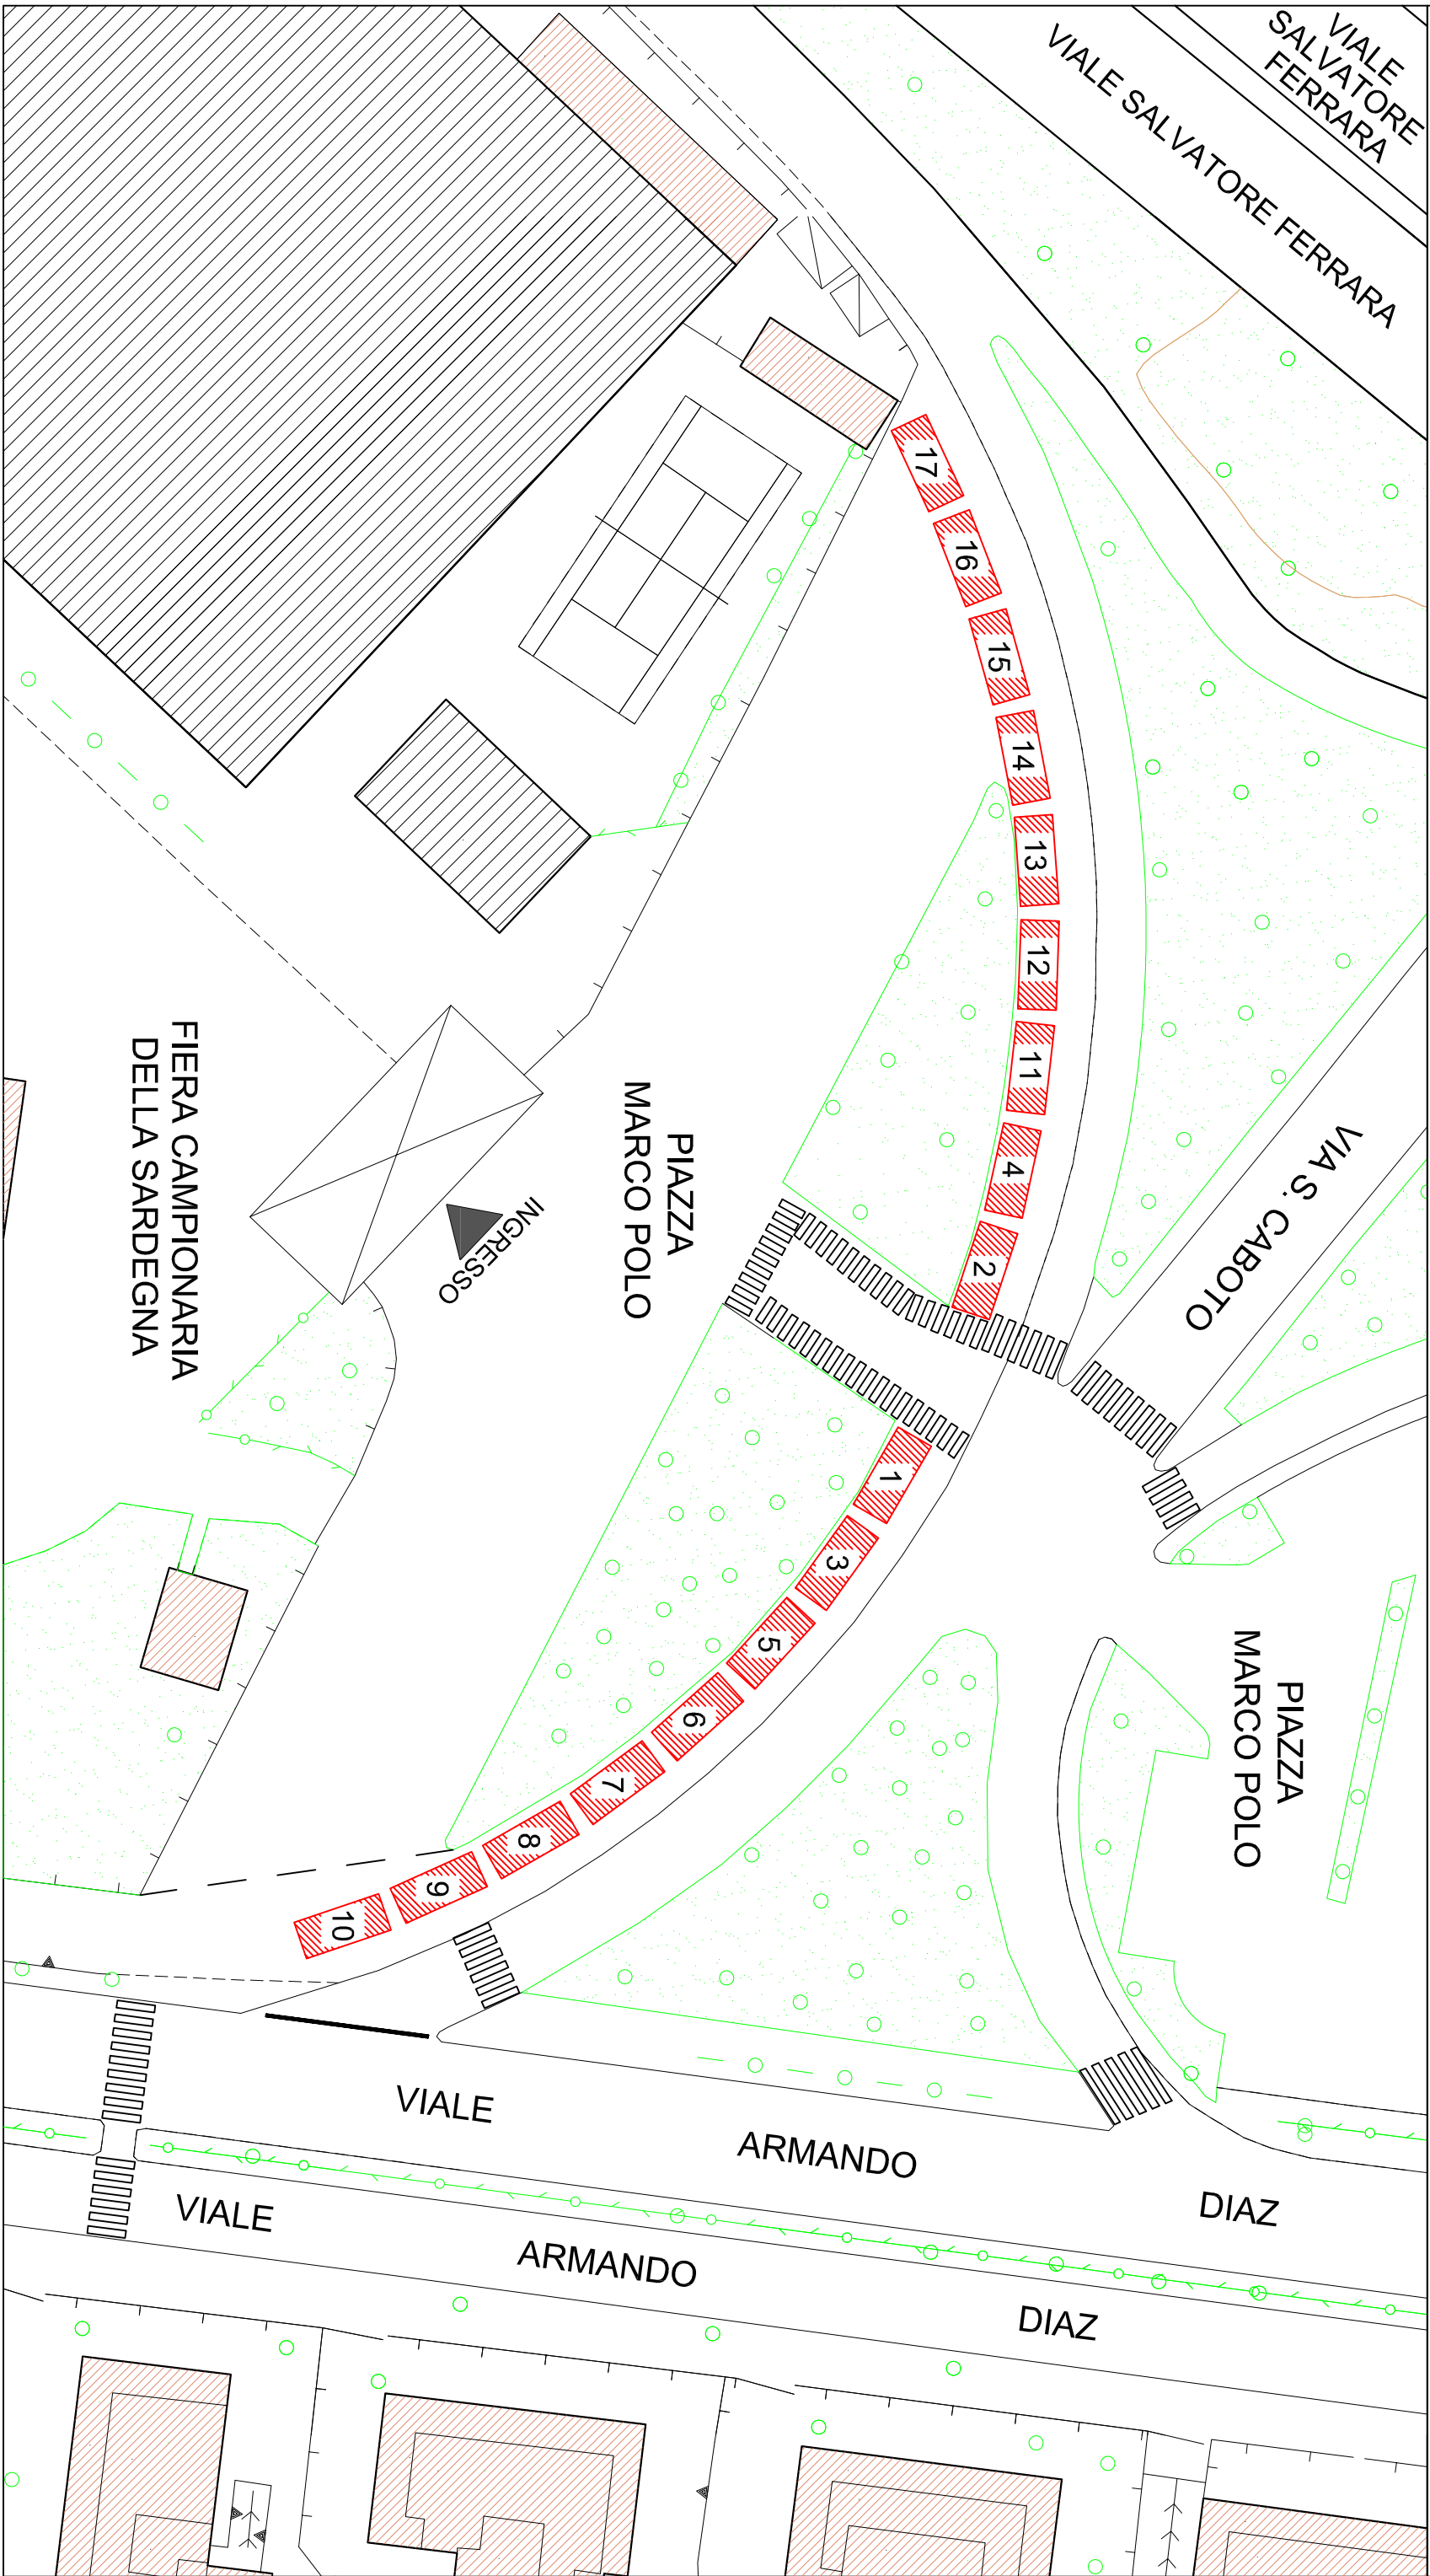 VIALE
SALVATORE
FERRARA
VIALE SALVATORE FERRARA
17
16
15
14
13
12
11
4
2
VIA S. CABOTO
PIAZZA
MARCO POLO
INGRESSO
FIERA CAMPIONARIA
DELLA SARDEGNA
1
3
5
6
7
8
9
10
PIAZZA
MARCO POLO
VIALE ARMANDO DIAZ
VIALE ARMANDO DIAZ